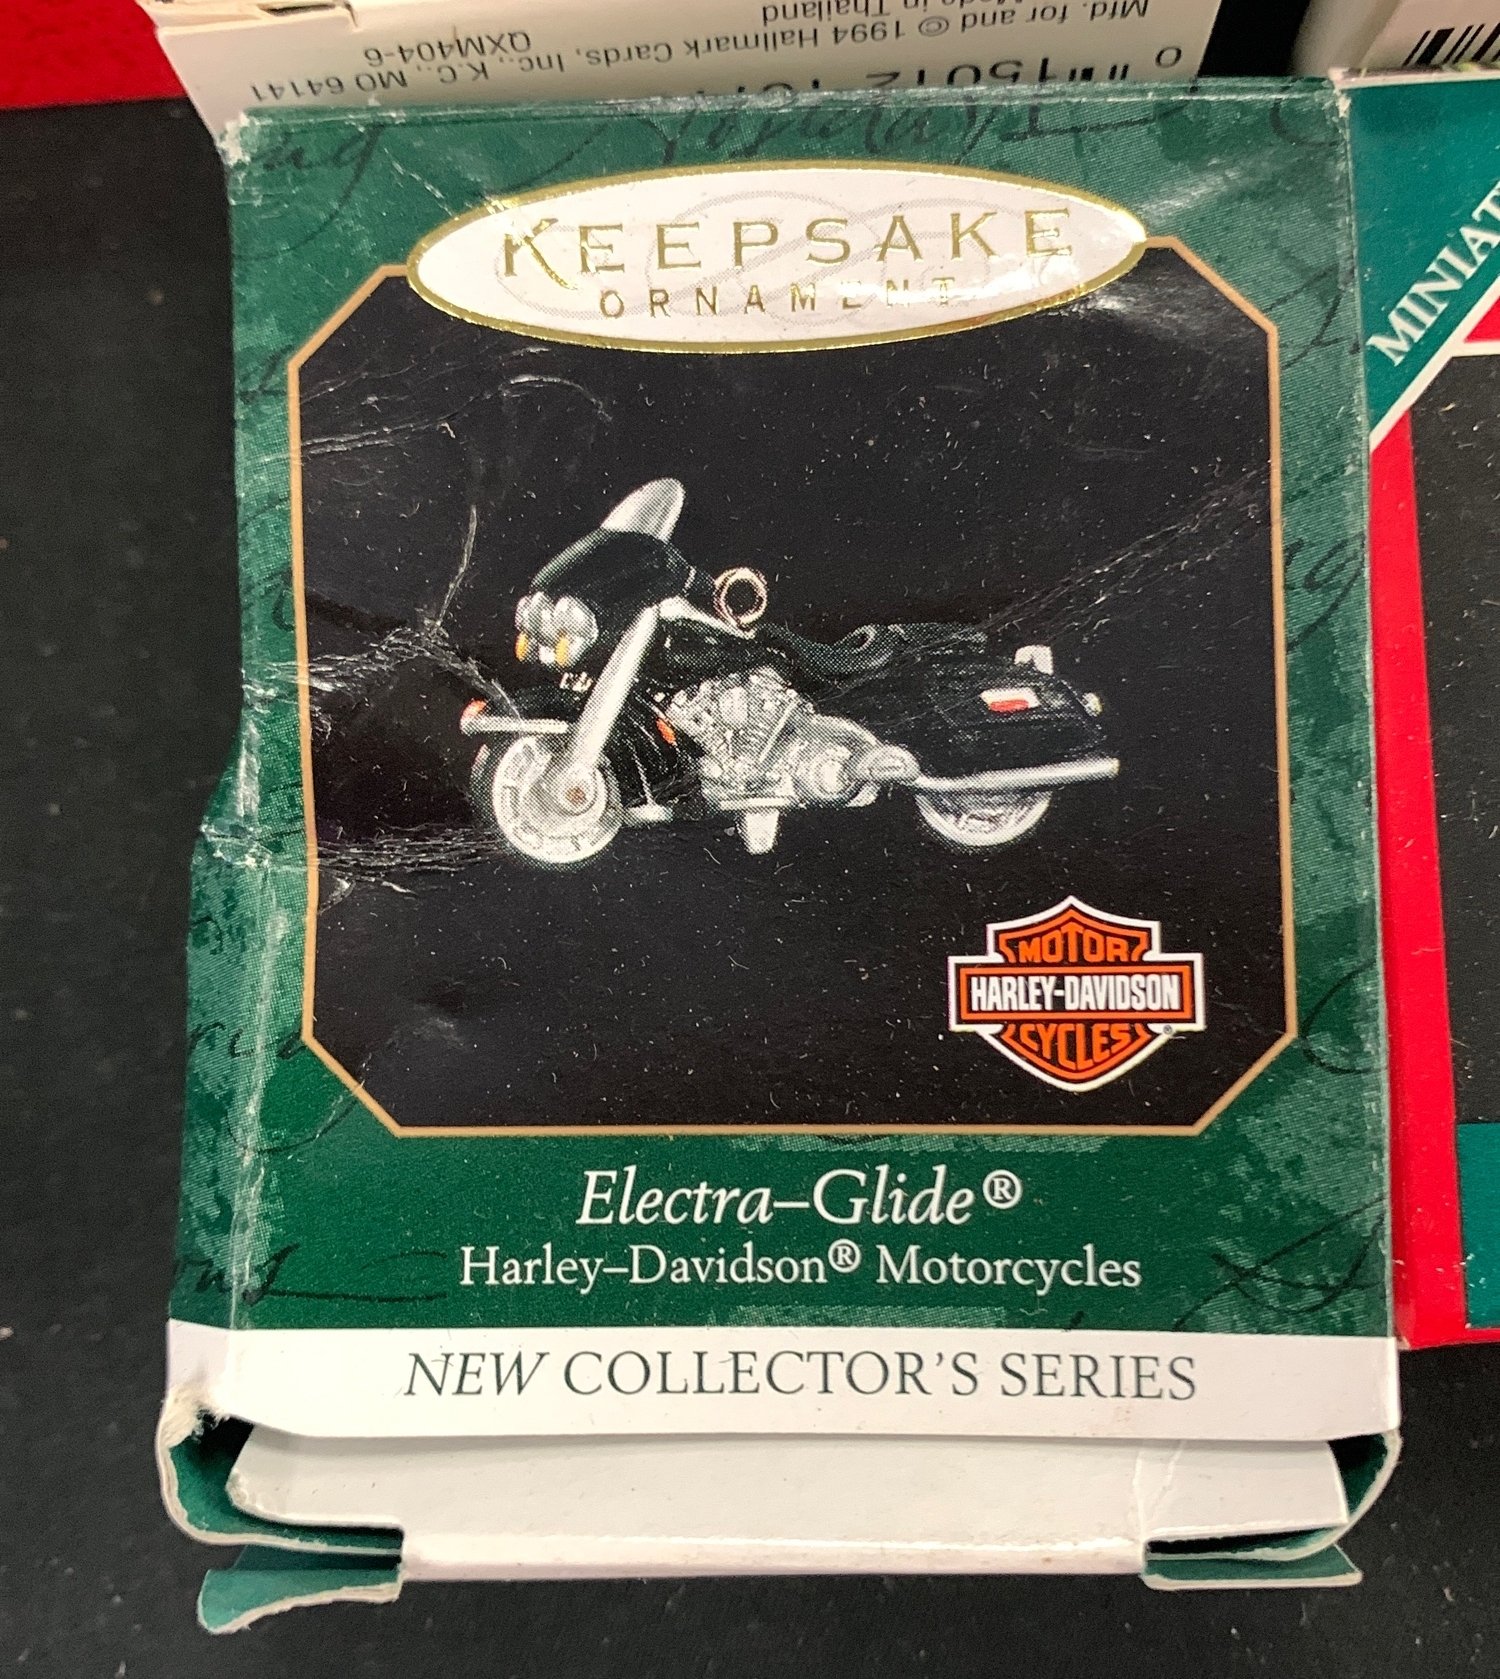 Mfd. for and © 1994 Hallmark Cards, Inc., K.C., MO 64141
Made in Thailand
QXM404-6
KEEPSAKE
ORNAMENT
MOTOR
HARLEY-DAVIDSON
CYCLES
®
Electra–Glide®
Harley–Davidson® Motorcycles
NEW COLLECTOR'S SERIES